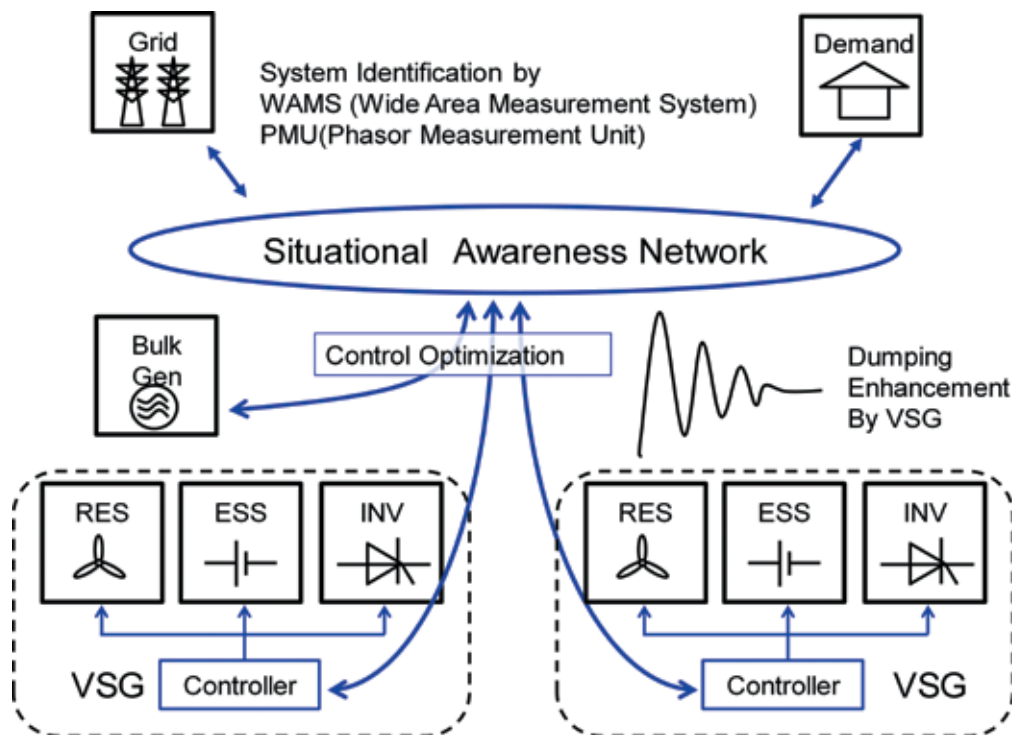 Grid
Demand
System Identification by
WAMS (Wide Area Measurement System)
PMU(Phasor Measurement Unit)
Situational Awareness Network
Bulk
Gen
Control Optimization
Dumping
Enhancement
By VSG
RES
ESS
INV
VSG
Controller
RES
ESS
INV
Controller
VSG